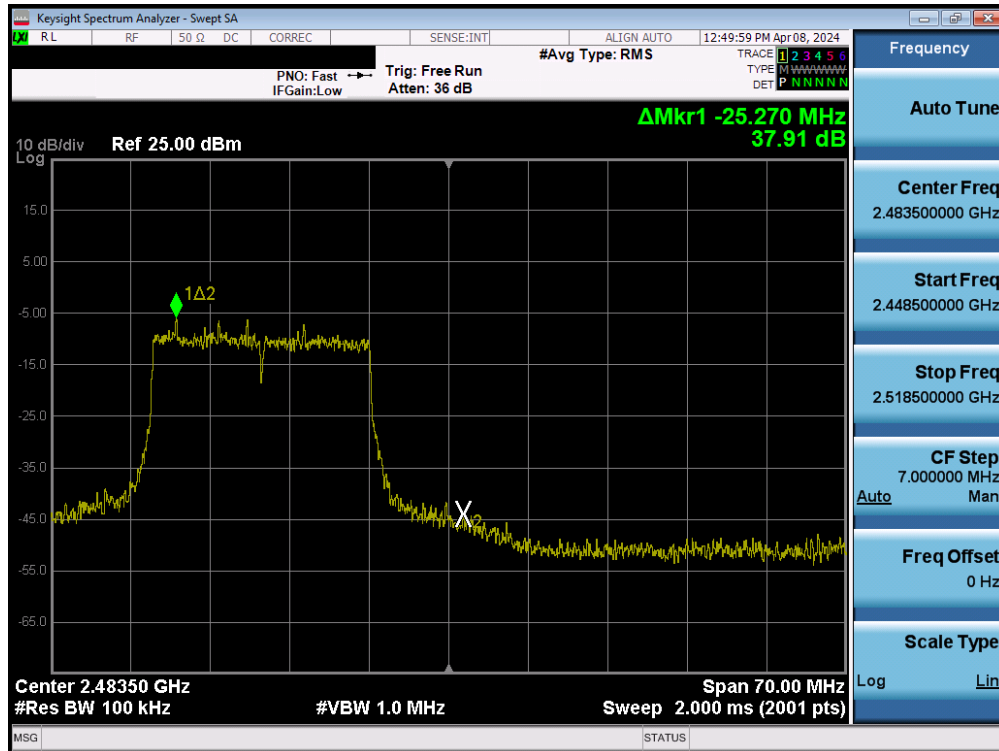 Keysight Spectrum Analyzer - Swept SA
LXI RL RF 50 Ω DC CORREC SENSE:INT ALIGN AUTO 12:49:59 PM Apr 08, 2024
#Avg Type: RMS
TRACE 1 2 3 4 5 6
PNO: Fast Trig: Free Run
TYPE M WWWWW
IFGain:Low Atten: 36 dB
DET P N N N N N
ΔMkr1 -25.270 MHz
37.91 dB
10 dB/div Ref 25.00 dBm
Log
15.0
5.00
1Δ2
-5.00
-15.0
-25.0
-35.0
-45.0
X2
-55.0
-65.0
Center 2.48350 GHz Span 70.00 MHz
#Res BW 100 kHz #VBW 1.0 MHz Sweep 2.000 ms (2001 pts)
MSG STATUS
Frequency
Auto Tune
Center Freq
2.483500000 GHz
Start Freq
2.448500000 GHz
Stop Freq
2.518500000 GHz
CF Step
7.000000 MHz
Auto Man
Freq Offset
0 Hz
Scale Type
Log Lin